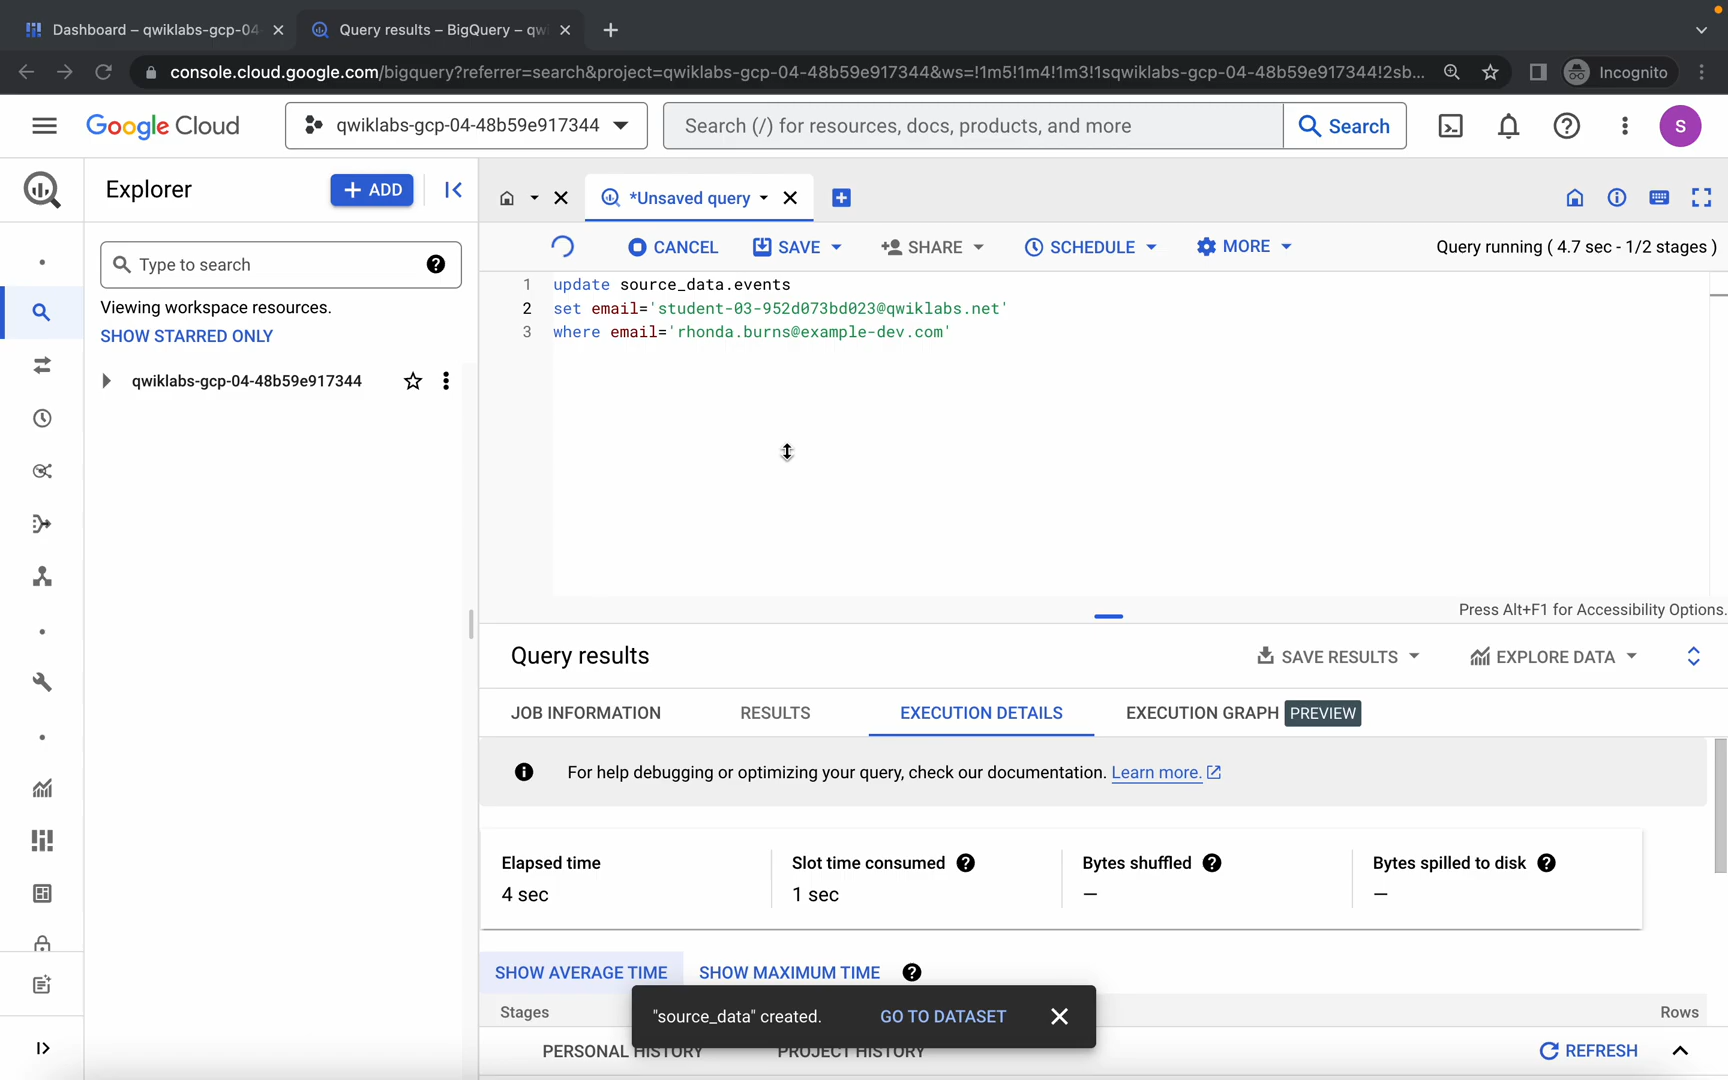 Dashboard – qwiklabs-gcp-04-
Query results – BigQuery – qwi
console.cloud.google.com/bigquery?referrer=search&project=qwiklabs-gcp-04-48b59e917344&ws=!1m5!1m4!1m3!1sqwiklabs-gcp-04-48b59e917344!2sb...
Incognito
Google Cloud
qwiklabs-gcp-04-48b59e917344
Search (/) for resources, docs, products, and more
Search
S
Explorer
+ ADD
*Unsaved query
CANCEL
SAVE
SHARE
SCHEDULE
MORE
Query running ( 4.7 sec - 1/2 stages )
Type to search
Viewing workspace resources.
SHOW STARRED ONLY
qwiklabs-gcp-04-48b59e917344
1 update source_data.events
2 set email='student-03-952d073bd023@qwiklabs.net'
3 where email='rhonda.burns@example-dev.com'
Press Alt+F1 for Accessibility Options.
Query results
SAVE RESULTS
EXPLORE DATA
JOB INFORMATION
RESULTS
EXECUTION DETAILS
EXECUTION GRAPH PREVIEW
For help debugging or optimizing your query, check our documentation. Learn more.
Elapsed time
4 sec
Slot time consumed
1 sec
Bytes shuffled
—
Bytes spilled to disk
—
SHOW AVERAGE TIME
SHOW MAXIMUM TIME
Stages
Rows
"source_data" created.
GO TO DATASET
PERSONAL HISTORY
PROJECT HISTORY
REFRESH